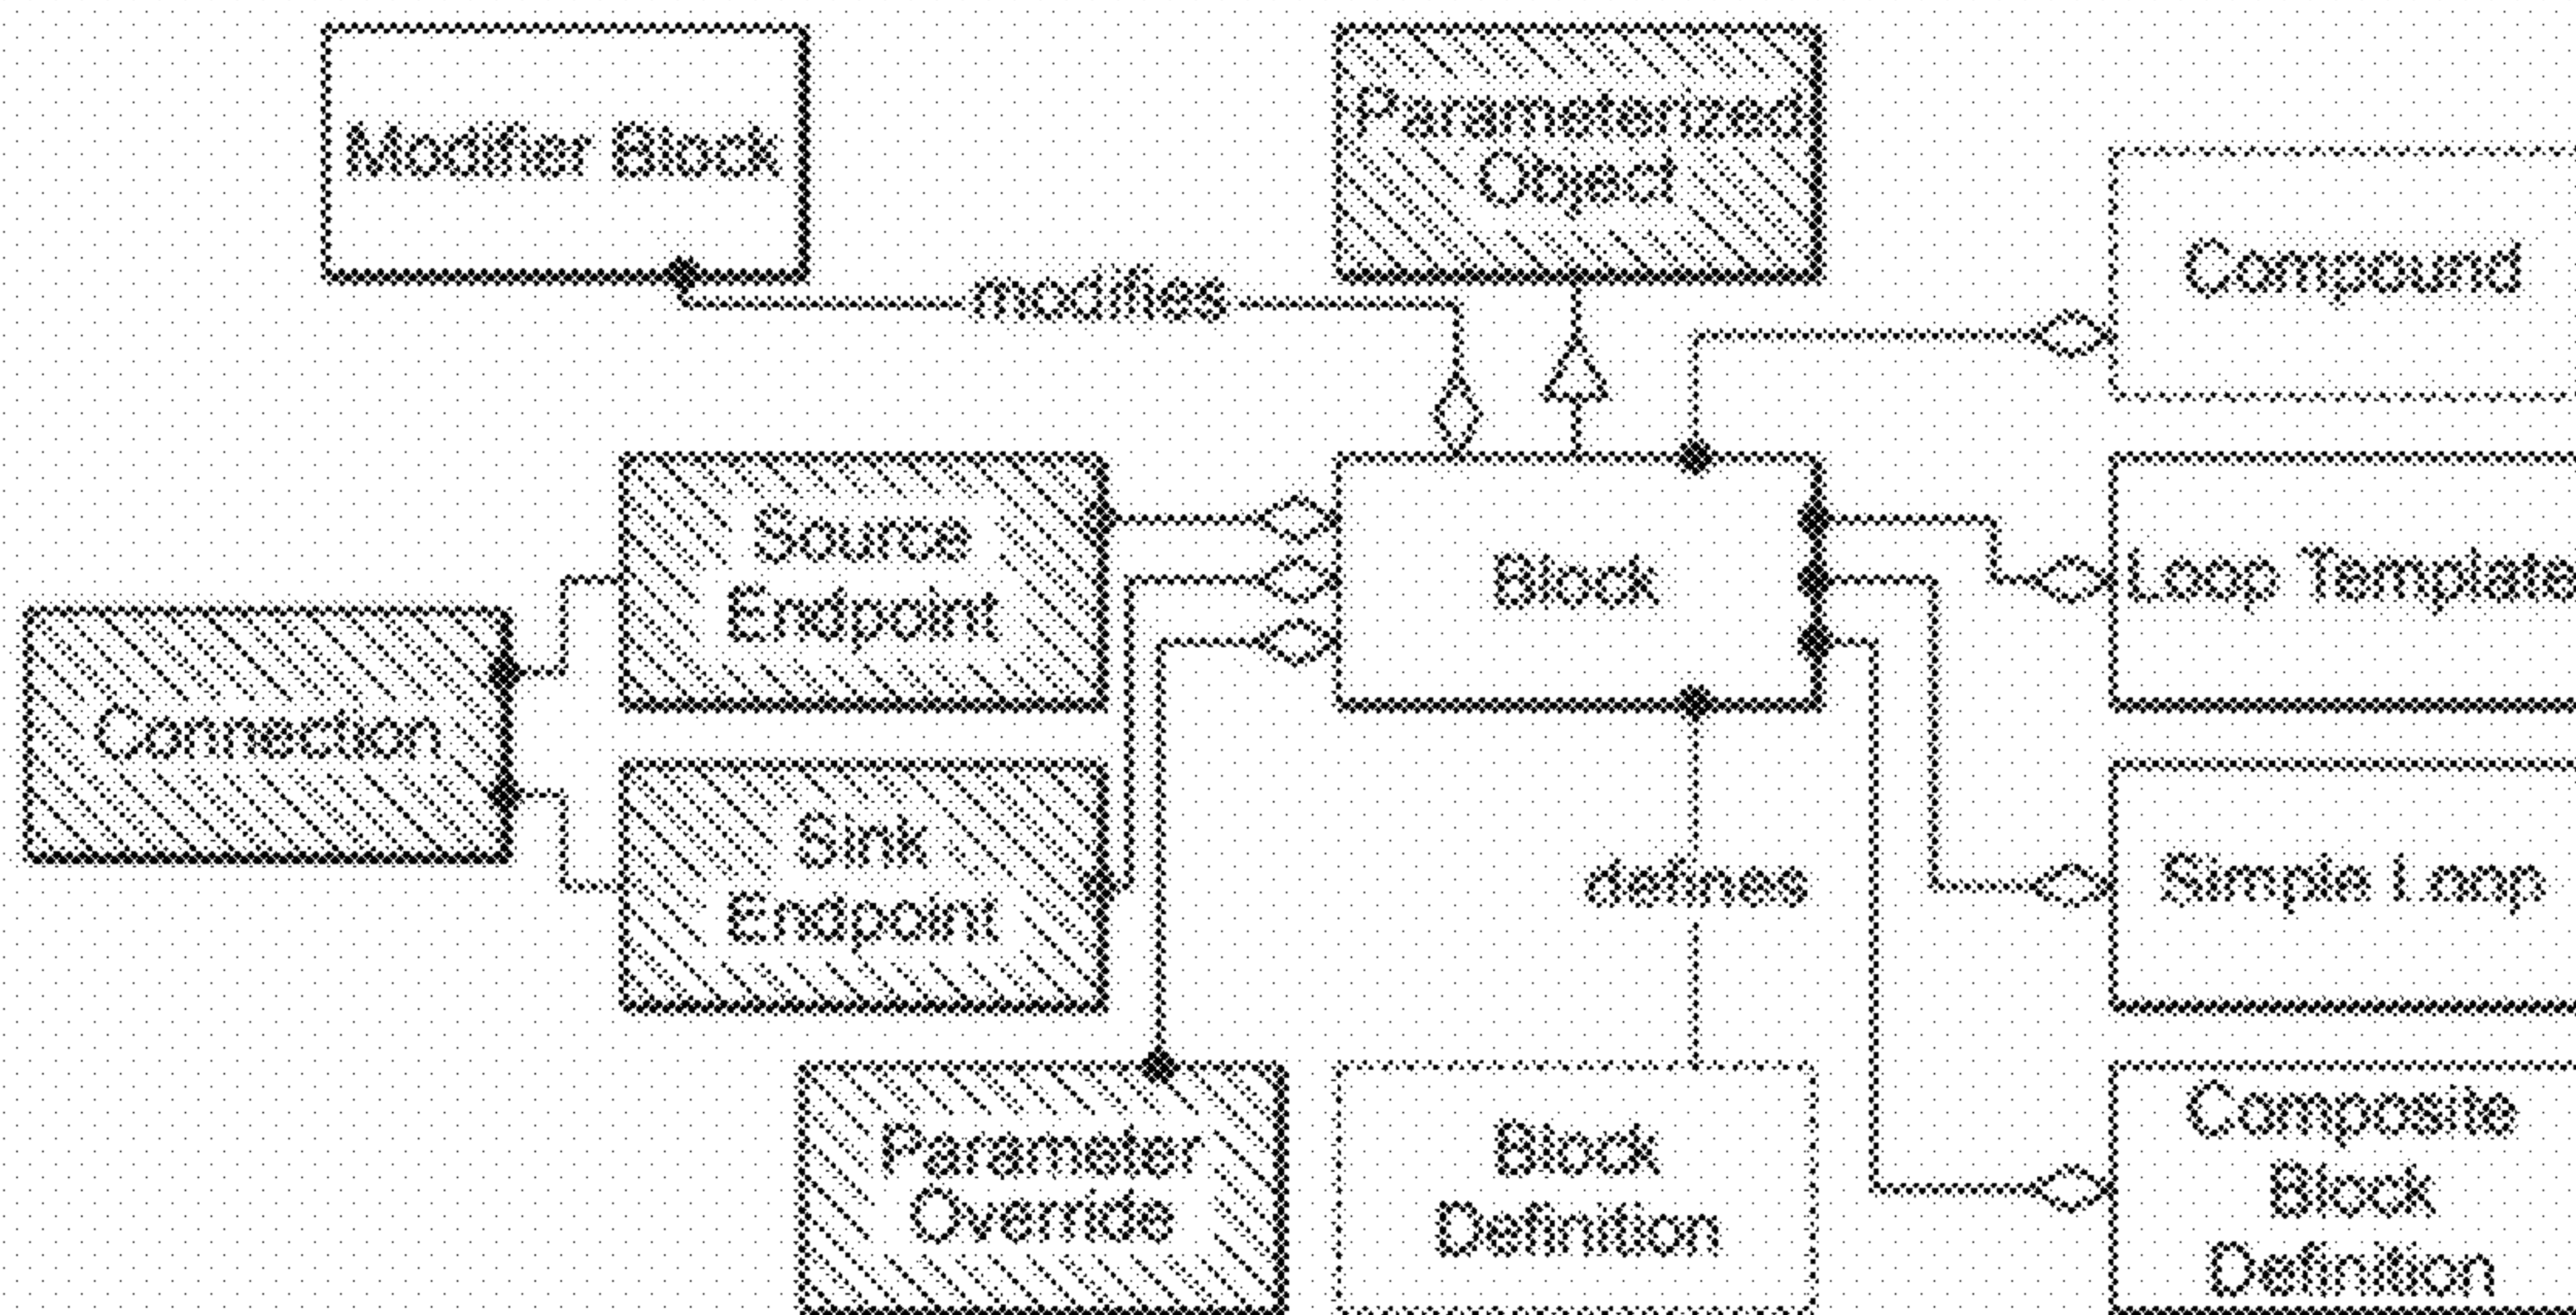 Modifier Block
Parameterized
Object
Compound
modifies
Source
Endpoint
Block
Loop Template
Connection
Sink
Endpoint
defines
Simple Loop
Parameter
Override
Block
Definition
Composite
Block
Definition